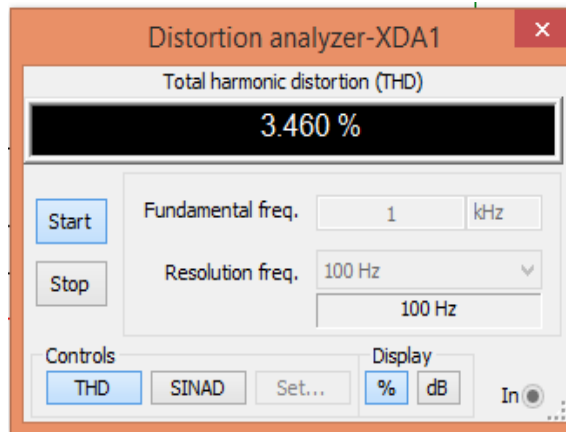 Distortion analyzer-XDA1
Total harmonic distortion (THD)
3.460 %
Fundamental freq. 1 kHz
Start
Resolution freq. 100 Hz
Stop
100 Hz
Controls Display
THD SINAD Set... % dB In